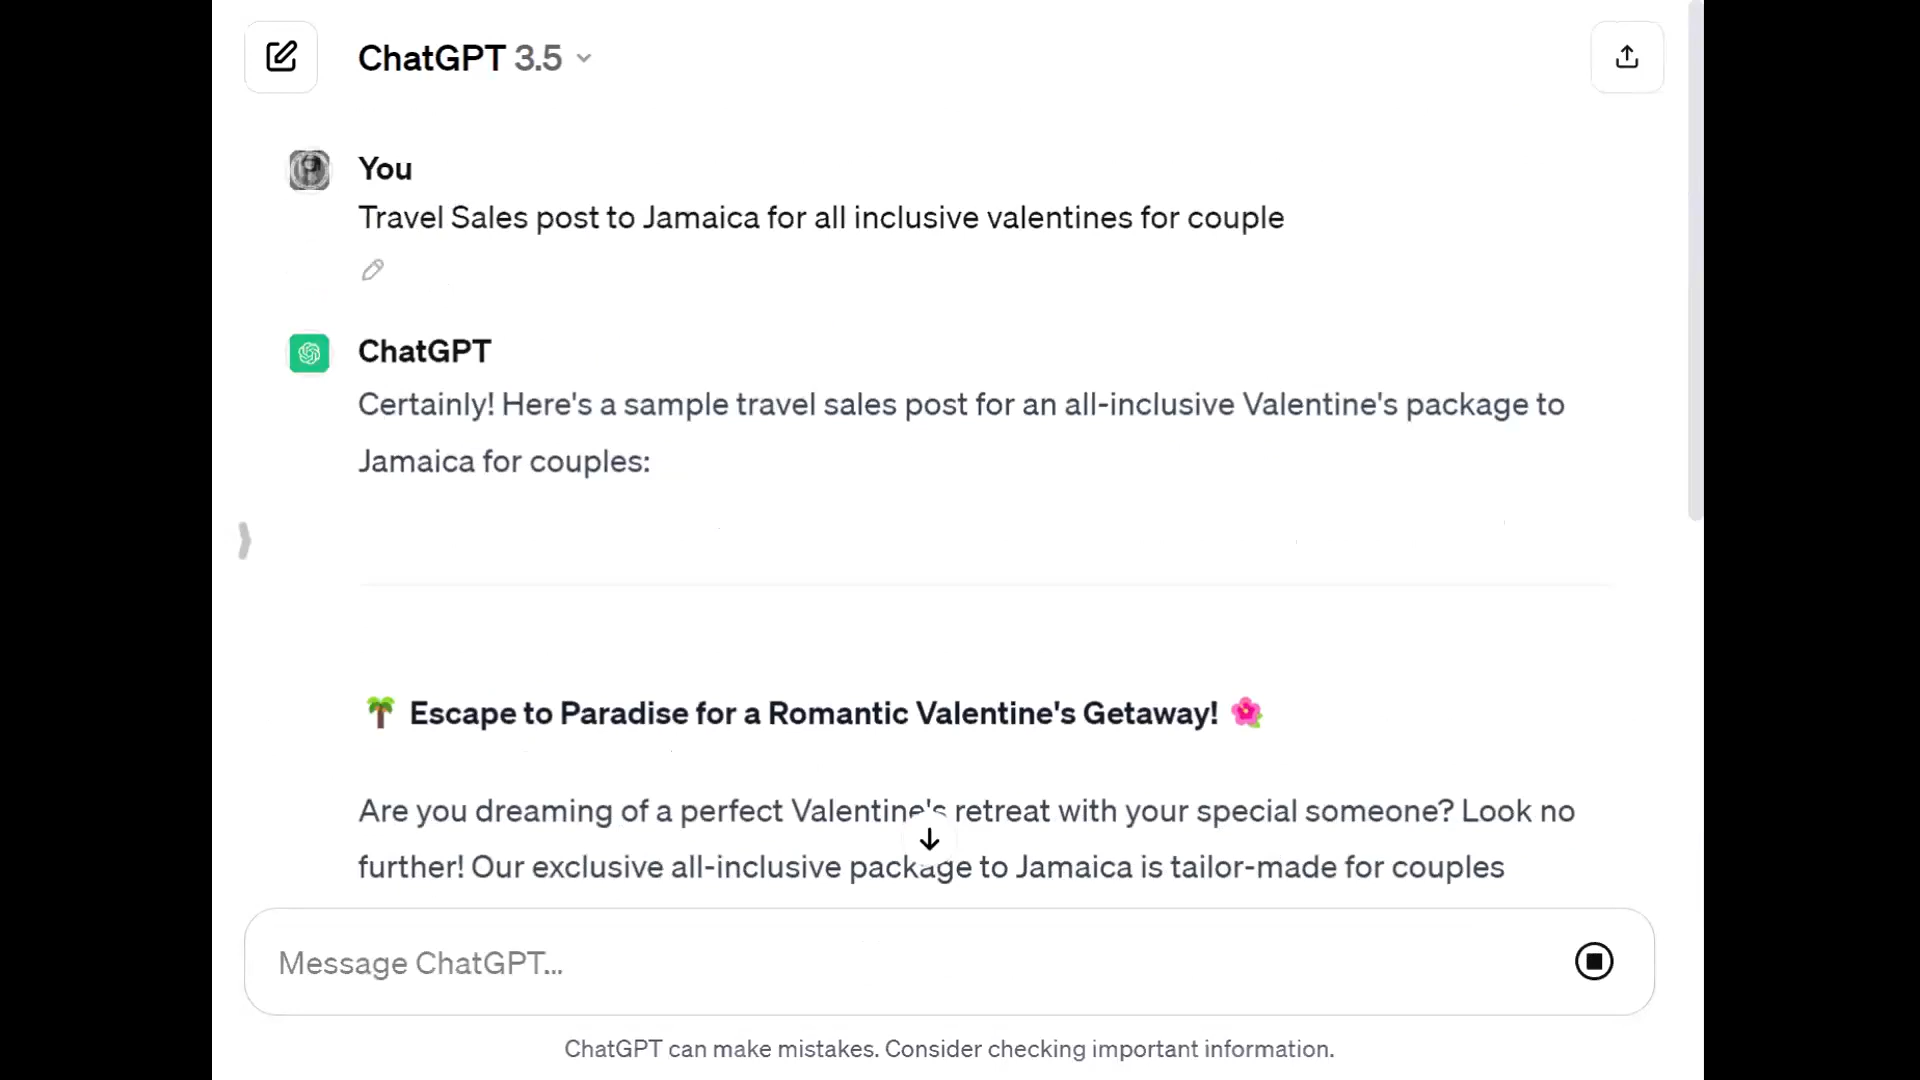 ChatGPT 3.5
You
Travel Sales post to Jamaica for all inclusive valentines for couple
ChatGPT
Certainly! Here's a sample travel sales post for an all-inclusive Valentine's package to
Jamaica for couples:
🌴 Escape to Paradise for a Romantic Valentine's Getaway! 🌺
Are you dreaming of a perfect Valentine's retreat with your special someone? Look no
further! Our exclusive all-inclusive package to Jamaica is tailor-made for couples
Message ChatGPT...
ChatGPT can make mistakes. Consider checking important information.